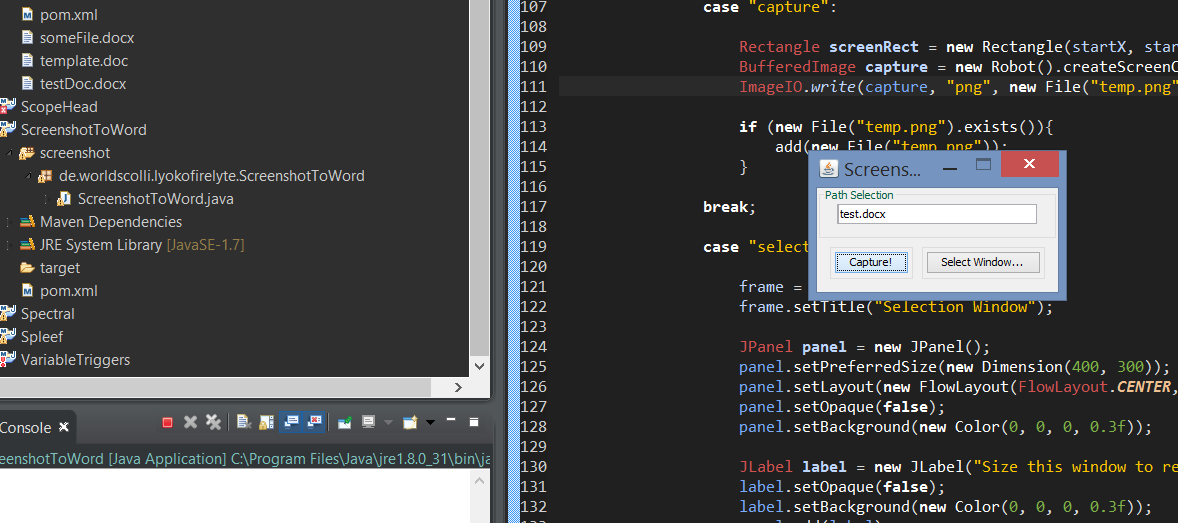 pom.xml
someFile.docx
template.doc
testDoc.docx
ScopeHead
ScreenshotToWord
screenshot
de.worldscolli.lyokofirelyte.ScreenshotToWord
ScreenshotToWord.java
Maven Dependencies
JRE System Library [JavaSE-1.7]
target
pom.xml
Spectral
Spleef
VariableTriggers
Console
eenshotToWord [Java Application] C:\Program Files\Java\jre1.8.0_31\bin\ja
107 case "capture":
108
109 Rectangle screenRect = new Rectangle(startX, star
110 BufferedImage capture = new Robot().createScreenC
111 ImageIO.write(capture, "png", new File("temp.png"
112
113 if (new File("temp.png").exists()){
114 add(new File("temp.png"));
115 }
116
117 break;
118
119 case "select
120
121 frame =
122 frame.setTitle("Selection Window");
123
124 JPanel panel = new JPanel();
125 panel.setPreferredSize(new Dimension(400, 300));
126 panel.setLayout(new FlowLayout(FlowLayout.CENTER,
127 panel.setOpaque(false);
128 panel.setBackground(new Color(0, 0, 0, 0.3f));
129
130 JLabel label = new JLabel("Size this window to re
131 label.setOpaque(false);
132 label.setBackground(new Color(0, 0, 0, 0.3f));
Screens...
Path Selection
test.docx
Capture!
Select Window...